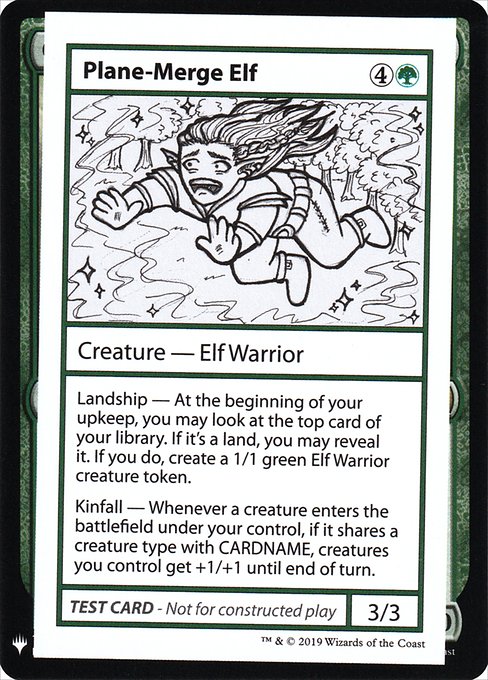 Plane-Merge Elf 4
Creature — Elf Warrior
Landship — At the beginning of your
upkeep, you may look at the top card of
your library. If it's a land, you may reveal
it. If you do, create a 1/1 green Elf Warrior
creature token.
Kinfall — Whenever a creature enters the
battlefield under your control, if it shares a
creature type with CARDNAME, creatures
you control get +1/+1 until end of turn.
TEST CARD - Not for constructed play 3/3
™ & © 2019 Wizards of the Coast